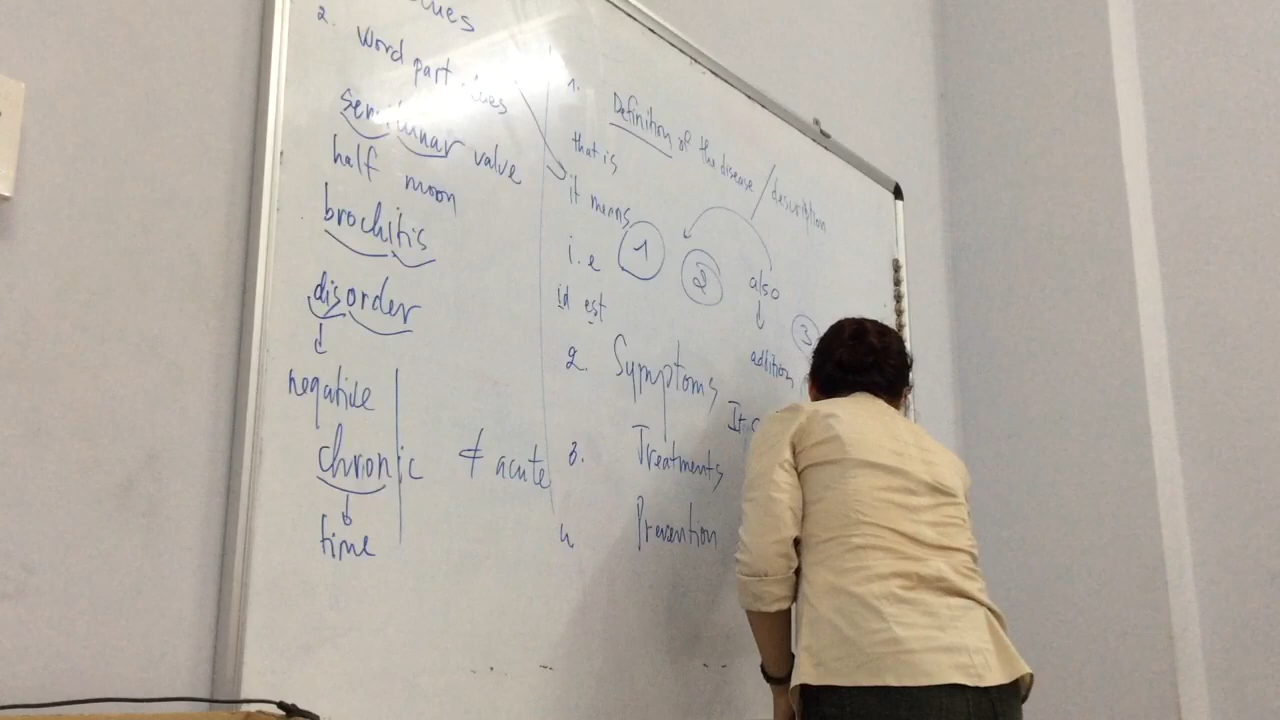 2. Word part clues
semilunar valve
half moon
brochitis
disorder
negative
chronic ≠ acute
time
1. Definition of the disease / description
that is
it means
i.e 1 2 also 3
id est
addition
2. Symptoms
3. Treatments
4 Prevention